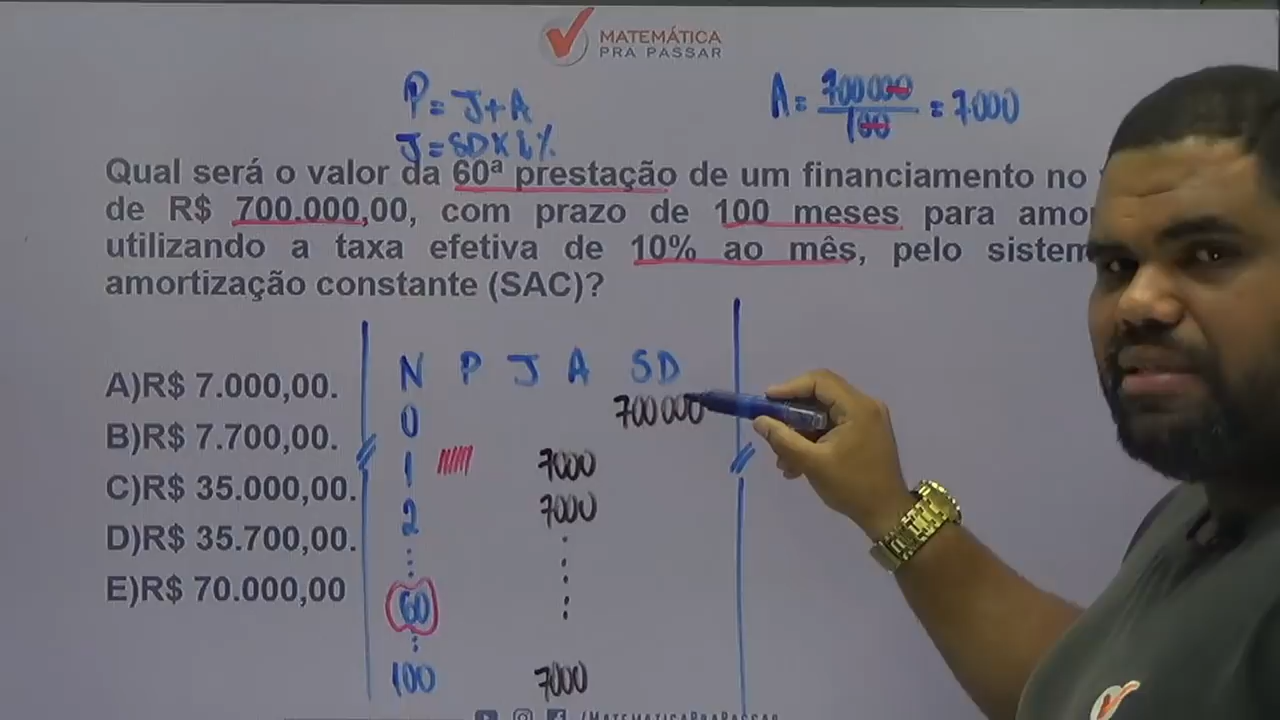 MATEMÁTICA
PRA PASSAR
P = J + A
J = SD x i%
A = 700000 / 100 = 7000
Qual será o valor da 60ª prestação de um financiamento no
de R$ 700.000,00, com prazo de 100 meses para amor
utilizando a taxa efetiva de 10% ao mês, pelo sistem
amortização constante (SAC)?
A)R$ 7.000,00.
B)R$ 7.700,00.
C)R$ 35.000,00.
D)R$ 35.700,00.
E)R$ 70.000,00
N P J A SD
0 700000
1 7000
2 7000
60
100 7000
/MATEMATICAPRAPASSAR